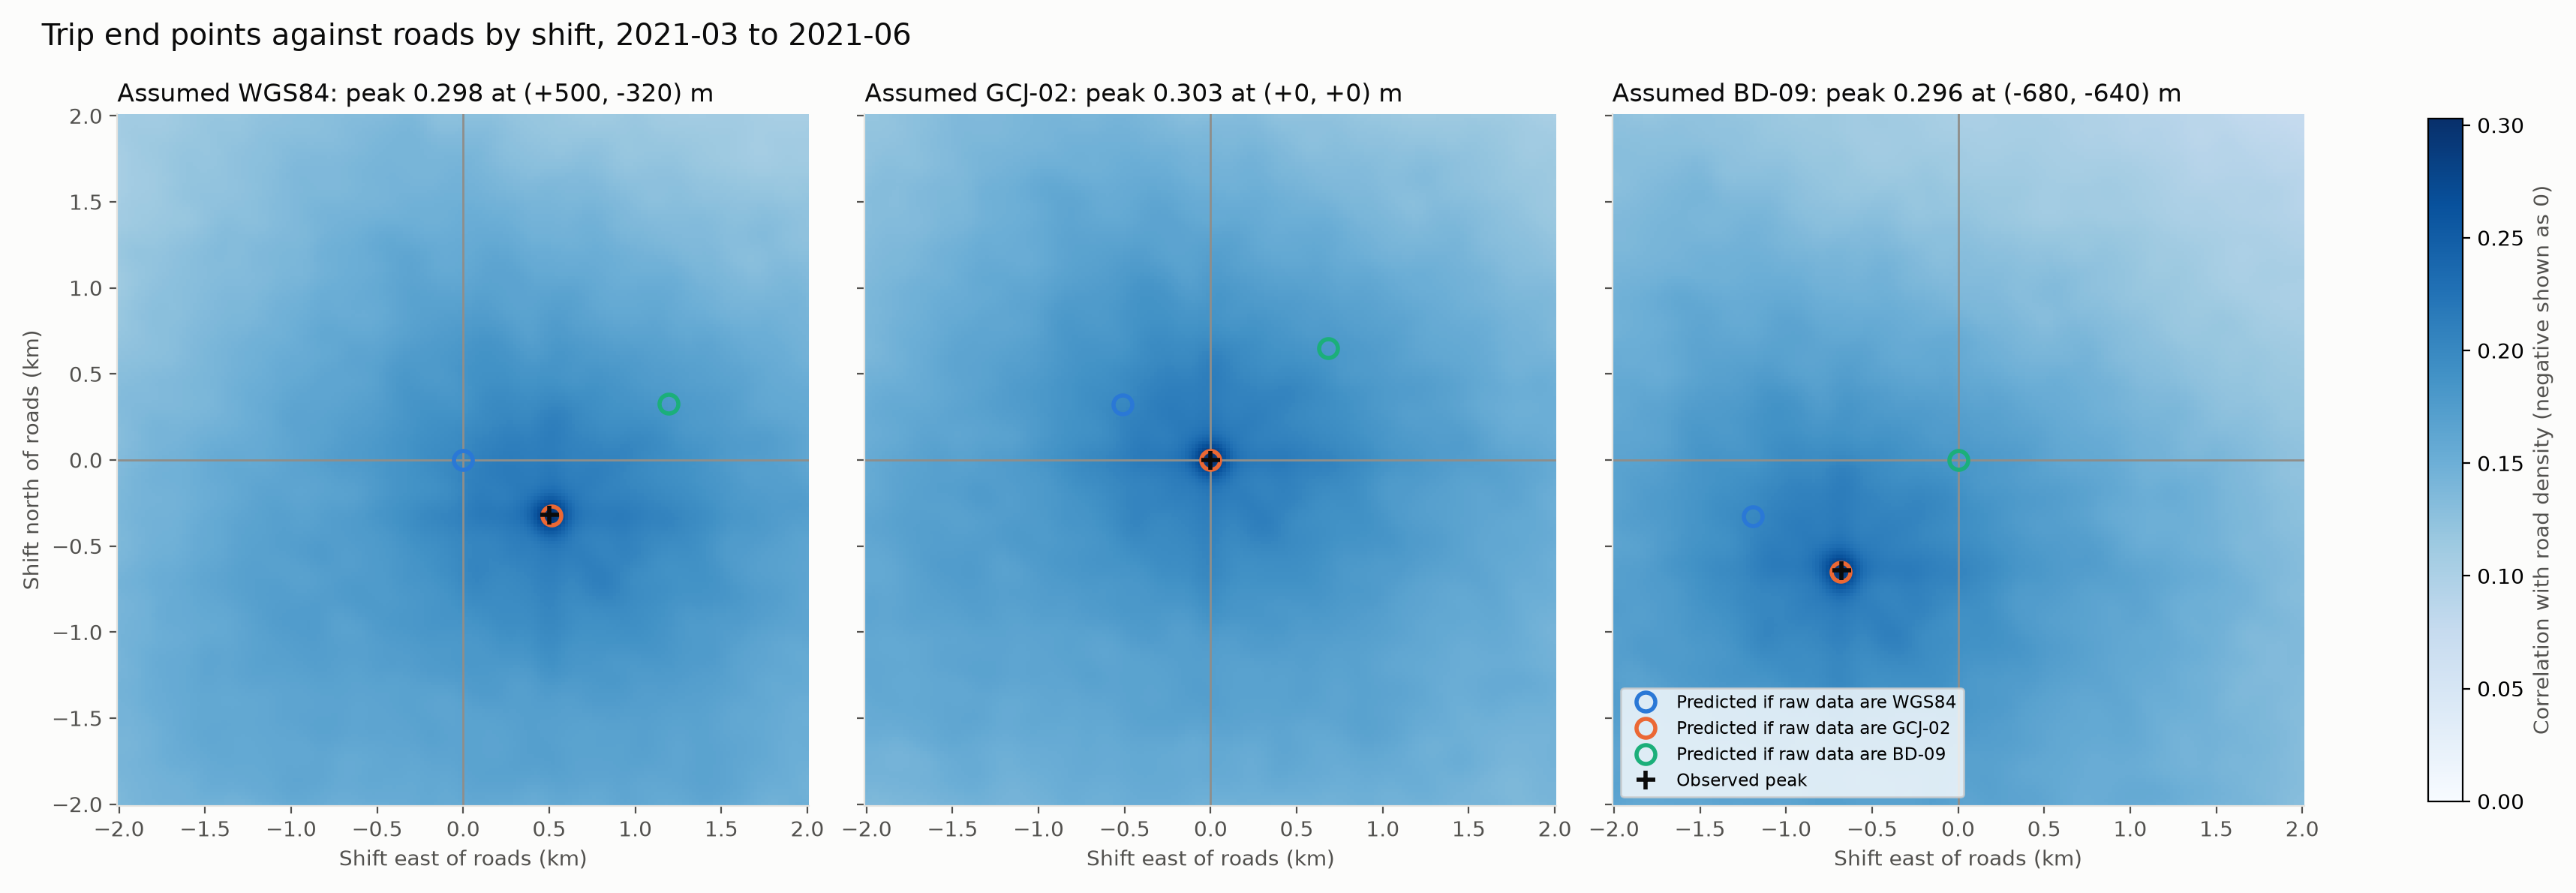 Trip end points against roads by shift, 2021-03 to 2021-06
Assumed WGS84: peak 0.298 at (+500, -320) m
Assumed GCJ-02: peak 0.303 at (+0, +0) m
Assumed BD-09: peak 0.296 at (-680, -640) m
Shift north of roads (km)
2.0
1.5
1.0
0.5
0.0
−0.5
−1.0
−1.5
−2.0
−2.0 −1.5 −1.0 −0.5 0.0 0.5 1.0 1.5 2.0
Shift east of roads (km)
−2.0 −1.5 −1.0 −0.5 0.0 0.5 1.0 1.5 2.0
Shift east of roads (km)
Predicted if raw data are WGS84
Predicted if raw data are GCJ-02
Predicted if raw data are BD-09
Observed peak
−2.0 −1.5 −1.0 −0.5 0.0 0.5 1.0 1.5 2.0
Shift east of roads (km)
0.30
0.25
0.20
0.15
0.10
0.05
0.00
Correlation with road density (negative shown as 0)